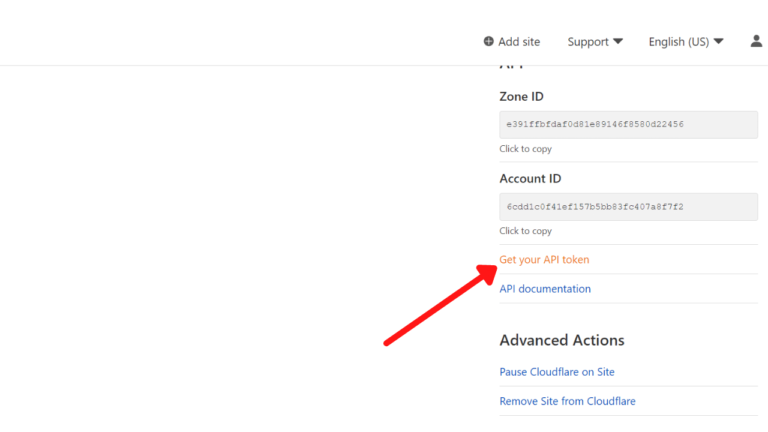 Add site
Support
English (US)
API
Zone ID
e391ffbfdaf0d81e89146f8580d22456
Click to copy
Account ID
6cdd1c0f41ef157b5bb83fc407a8f7f2
Click to copy
Get your API token
API documentation
Advanced Actions
Pause Cloudflare on Site
Remove Site from Cloudflare